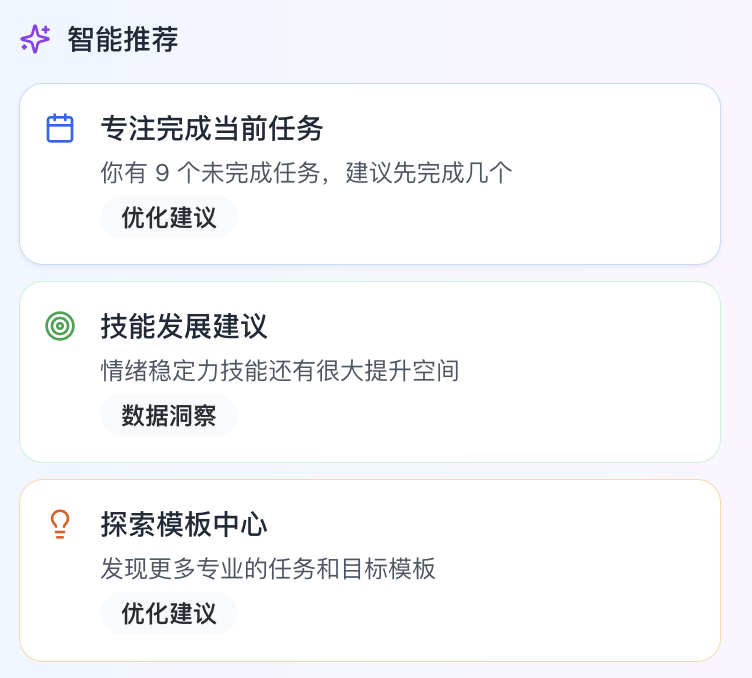 智能推荐
专注完成当前任务
你有 9 个未完成任务，建议先完成几个
优化建议
技能发展建议
情绪稳定力技能还有很大提升空间
数据洞察
探索模板中心
发现更多专业的任务和目标模板
优化建议